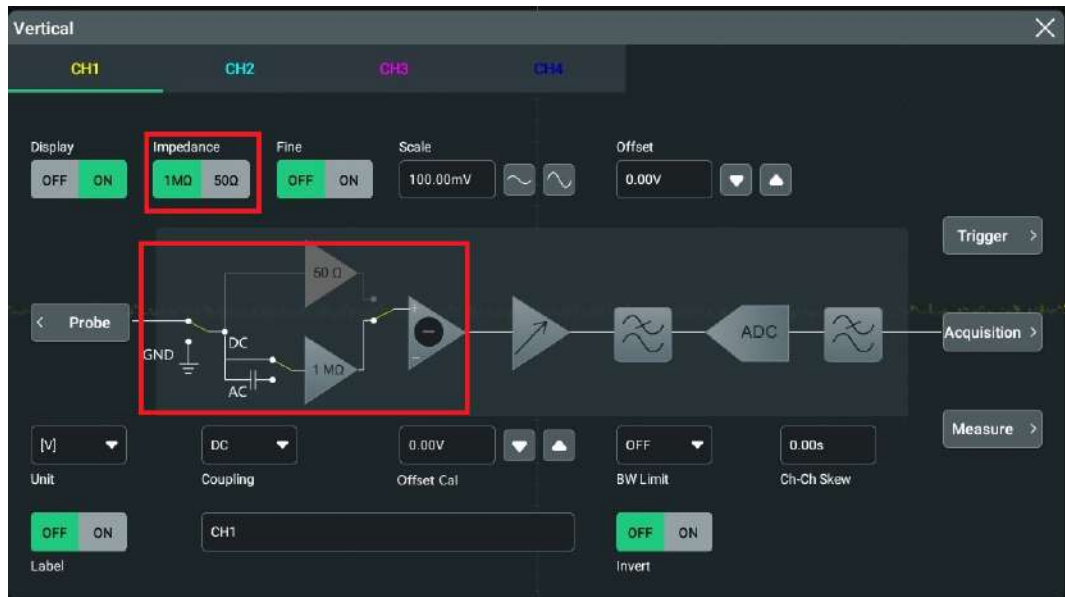 Vertical
CH1 CH2 CH3 CH4
Display Impedance Fine Scale Offset
OFF ON 1MΩ 50Ω OFF ON 100.00mV 0.00V
Trigger >
50 Ω
+
< Probe
DC
ADC
Acquisition >
GND
−
1 MΩ
AC
Measure >
[V] DC 0.00V OFF 0.00s
Unit Coupling Offset Cal BW Limit Ch-Ch Skew
OFF ON CH1 OFF ON
Label Invert